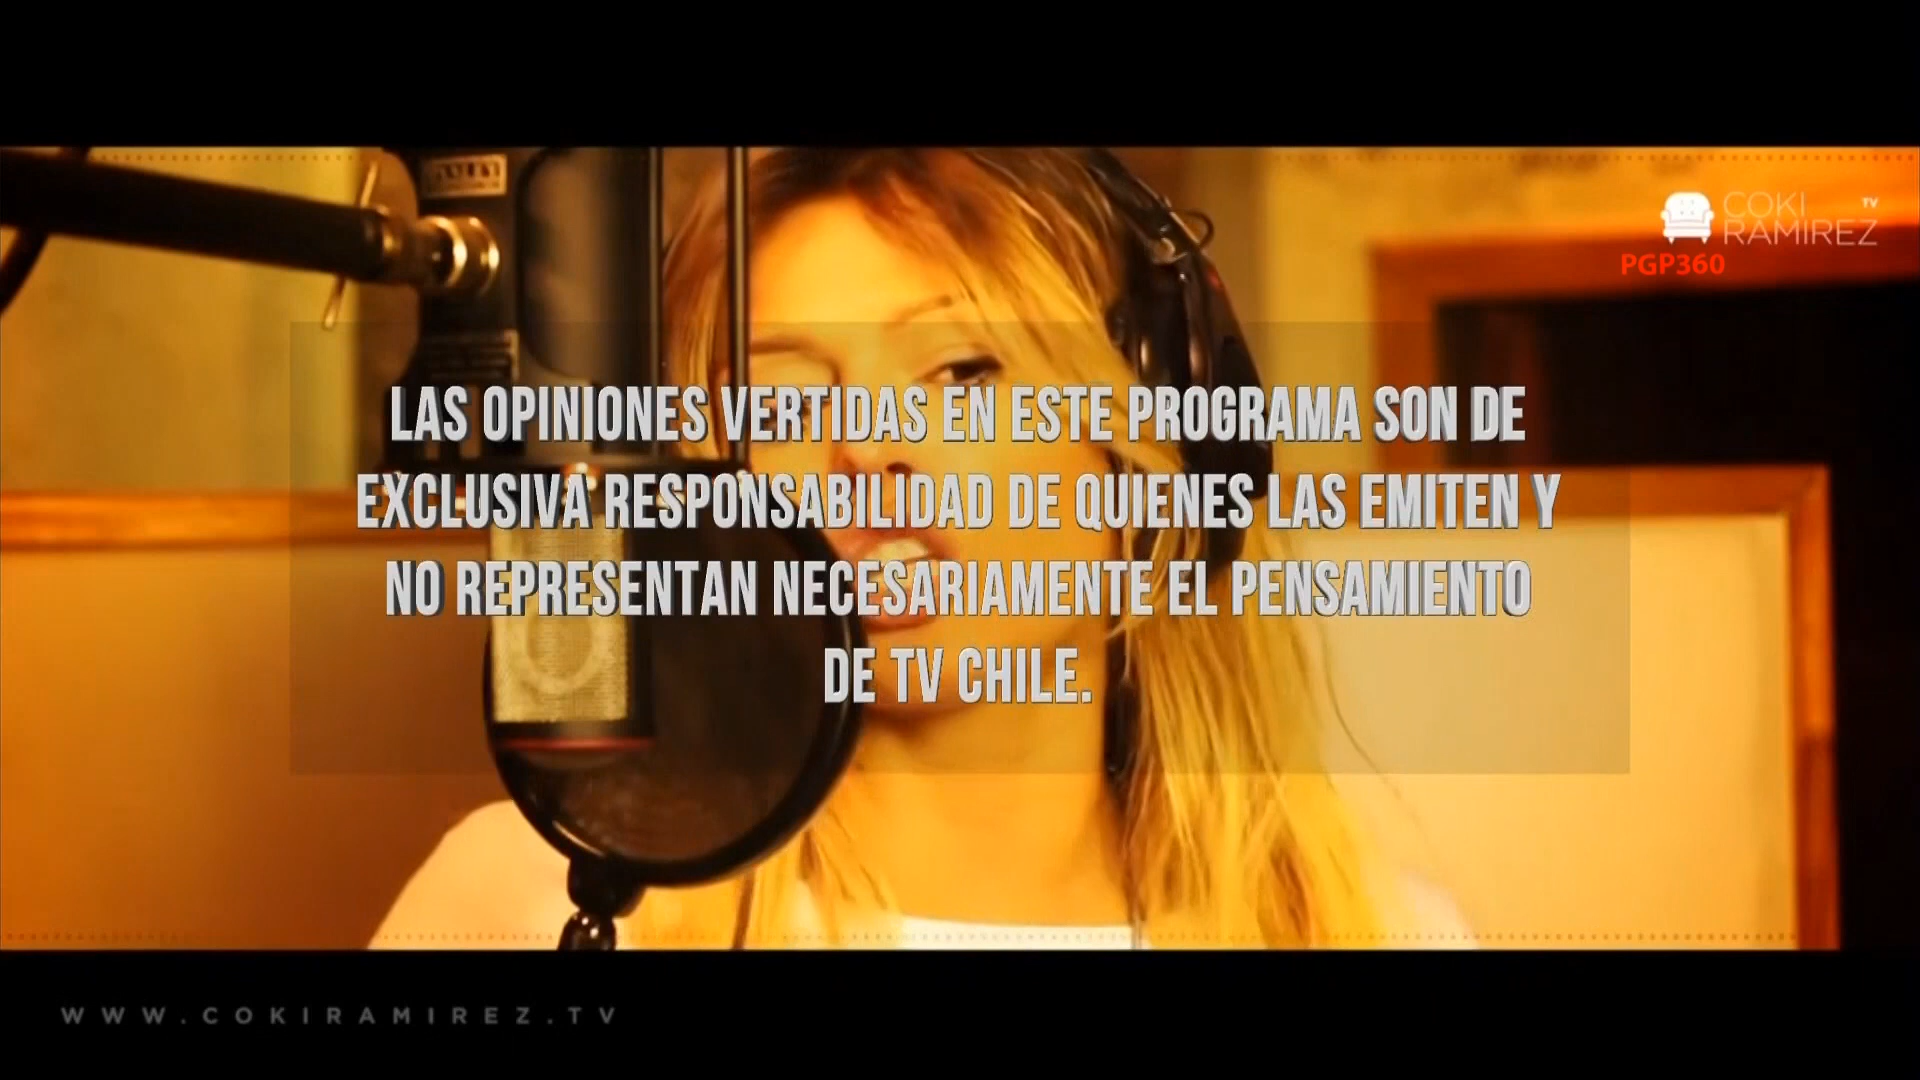 COKI TV
RAMIREZ
PGP360
LAS OPINIONES VERTIDAS EN ESTE PROGRAMA SON DE
EXCLUSIVA RESPONSABILIDAD DE QUIENES LAS EMITEN Y
NO REPRESENTAN NECESARIAMENTE EL PENSAMIENTO
DE TV CHILE.
WWW.COKIRAMIREZ.TV